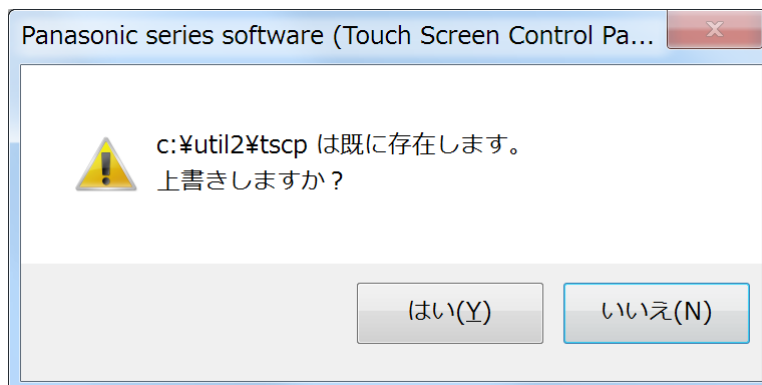 Panasonic series software (Touch Screen Control Pa...
c:¥util2¥tscp は既に存在します。
上書きしますか？
はい(Y)
いいえ(N)